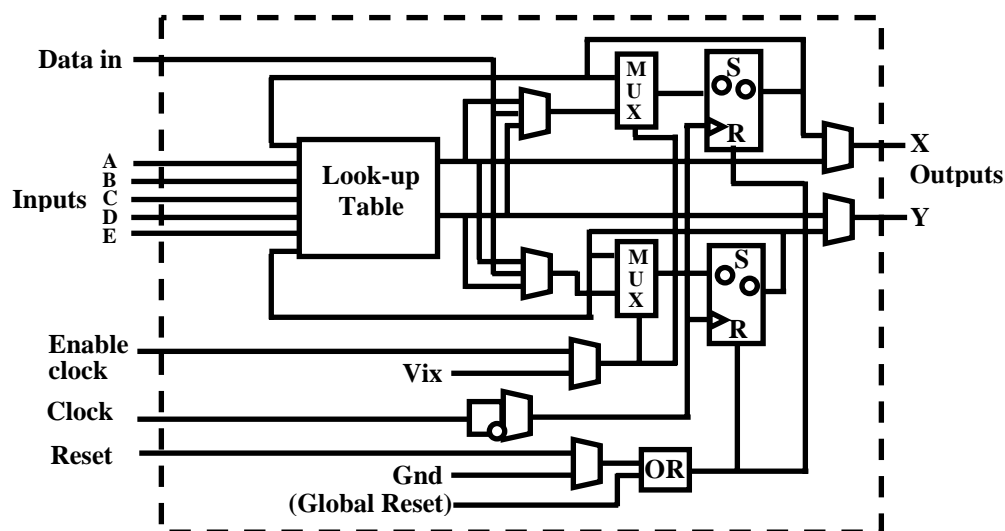 Data in
M
U
X
S
R
A
B
C
D
E
Inputs
Look-up
Table
X
Outputs
Y
M
U
X
S
R
Enable
clock
Vix
Clock
Reset
Gnd
OR
(Global Reset)